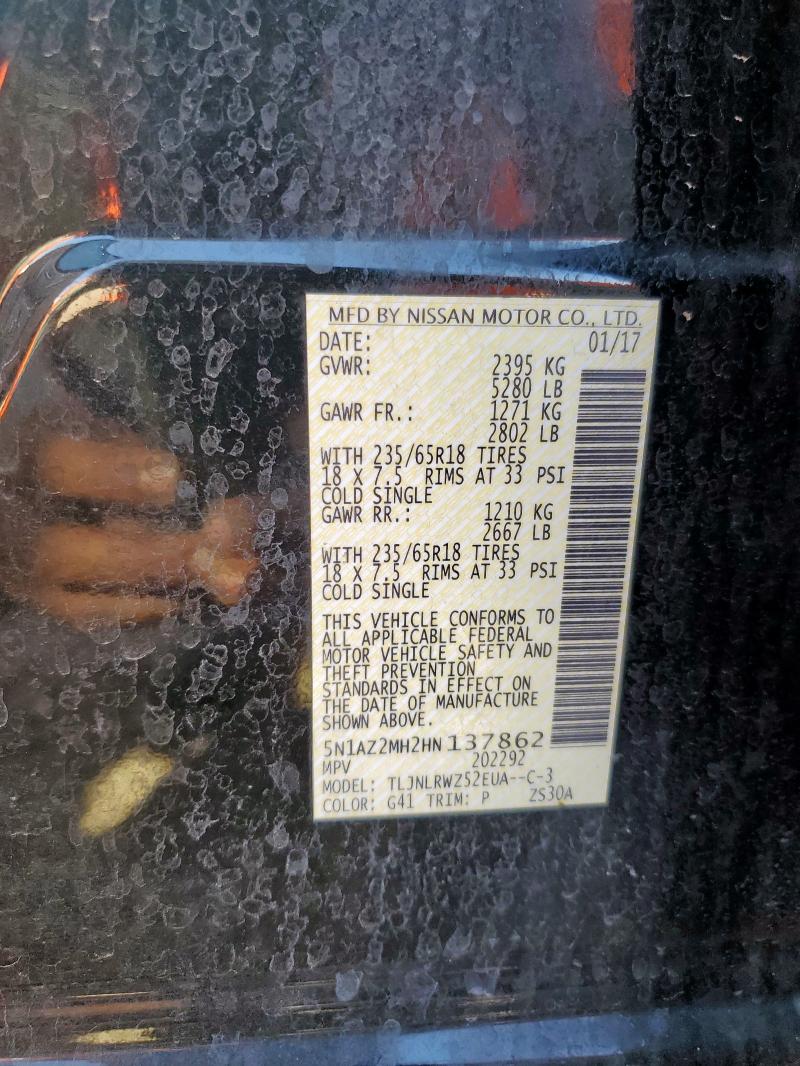 MFD BY NISSAN MOTOR CO., LTD.
DATE: 01/17
GVWR: 2395 KG
5280 LB
GAWR FR.: 1271 KG
2802 LB
WITH 235/65R18 TIRES
18 X 7.5 RIMS AT 33 PSI
COLD SINGLE
GAWR RR.: 1210 KG
2667 LB
WITH 235/65R18 TIRES
18 X 7.5 RIMS AT 33 PSI
COLD SINGLE
THIS VEHICLE CONFORMS TO
ALL APPLICABLE FEDERAL
MOTOR VEHICLE SAFETY AND
THEFT PREVENTION
STANDARDS IN EFFECT ON
THE DATE OF MANUFACTURE
SHOWN ABOVE.
5N1AZ2MH2HN 137862
MPV 202292
MODEL: TLJNLRWZ52EUA--C-3
COLOR: G41 TRIM: P ZS30A